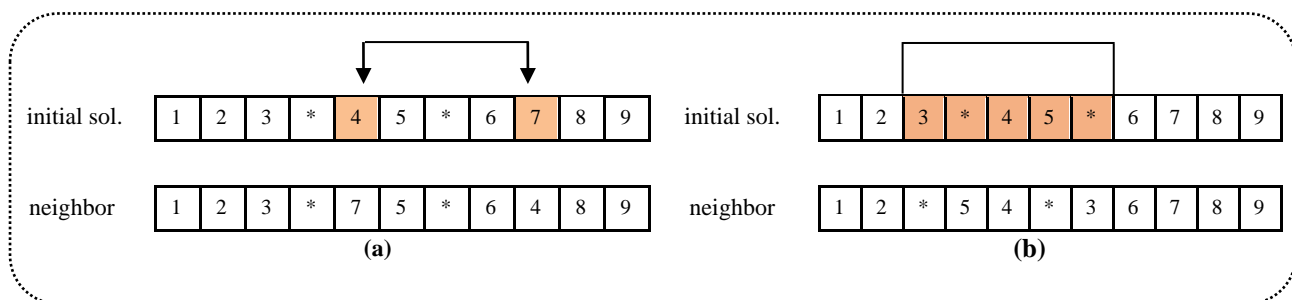 initial sol. 1 2 3 * 4 5 * 6 7 8 9
neighbor 1 2 3 * 7 5 * 6 4 8 9
(a)
initial sol. 1 2 3 * 4 5 * 6 7 8 9
neighbor 1 2 * 5 4 * 3 6 7 8 9
(b)